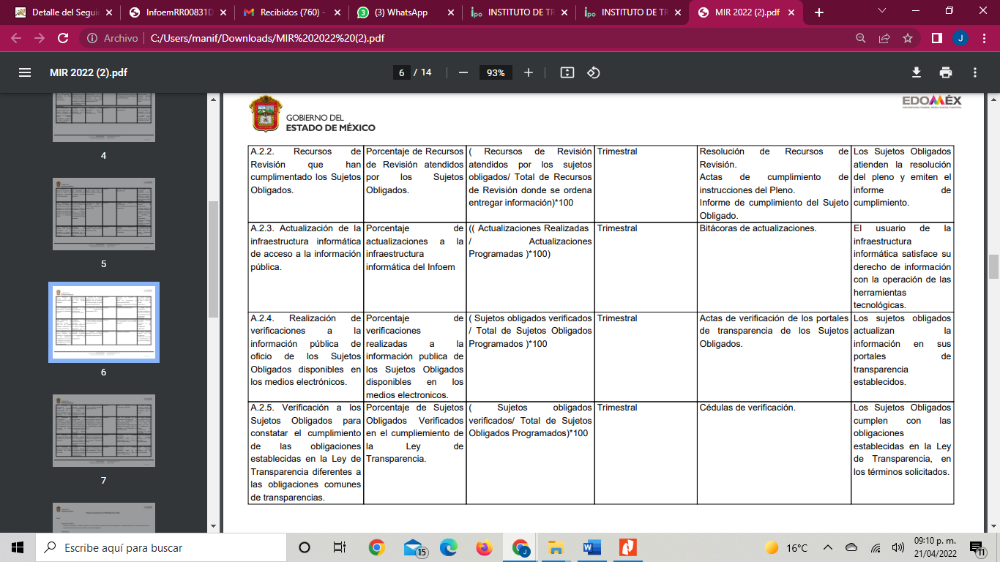 Detalle del Segui
InfoemRR00831D
Recibidos (760) -
(3) WhatsApp
INSTITUTO DE TR
INSTITUTO DE TR
MIR 2022 (2).pdf
Archivo
C:/Users/manif/Downloads/MIR%202022%20(2).pdf
J
MIR 2022 (2).pdf
6 / 14
93%
4
5
6
7
GOBIERNO DEL
ESTADO DE MÉXICO
EDOMÉX
DECISIONES FIRMES, RESULTADOS FUERTES.
A.2.2. Recursos de
Revisión que han
cumplimentado los Sujetos
Obligados.
Porcentaje de Recursos
de Revisión atendidos
por los Sujetos
Obligados.
( Recursos de Revisión
atendidos por los sujetos
obligados/ Total de Recursos
de Revisión donde se ordena
entregar información)*100
Trimestral
Resolución de Recursos de
Revisión.
Actas de cumplimiento de
instrucciones del Pleno.
Informe de cumplimiento del Sujeto
Obligado.
Los Sujetos Obligados
atienden la resolución
del pleno y emiten el
informe de
cumplimiento.
A.2.3. Actualización de la
infraestructura informática
de acceso a la información
pública.
Porcentaje de
actualizaciones a la
infraestructura
informática del Infoem
(( Actualizaciones Realizadas
/ Actualizaciones
Programadas )*100)
Trimestral
Bitácoras de actualizaciones.
El usuario de la
infraestructura
informática satisface su
derecho de información
con la operación de las
herramientas
tecnológicas.
A.2.4. Realización de
verificaciones a la
información pública de
oficio de los Sujetos
Obligados disponibles en
los medios electrónicos.
Porcentaje de
verificaciones
realizadas a la
información publica de
los Sujetos Obligados
disponibles en los
medios electronicos.
( Sujetos obligados verificados
/ Total de Sujetos Obligados
Programados )*100
Trimestral
Actas de verificación de los portales
de transparencia de los Sujetos
Obligados.
Los sujetos obligados
actualizan la
información en sus
portales de
transparencia
establecidos.
A.2.5. Verificación a los
Sujetos Obligados para
constatar el cumplimiento
de las obligaciones
establecidas en la Ley de
Transparencia diferentes a
las obligaciones comunes
de transparencias.
Porcentaje de Sujetos
Obligados Verificados
en el cumpliemiento de
la Ley de
Transparencia.
( Sujetos obligados
verificados/ Total de Sujetos
Obligados Programados)*100
Trimestral
Cédulas de verificación.
Los Sujetos Obligados
cumplen con las
obligaciones
establecidas en la Ley
de Transparencia, en
los términos solicitados.
Escribe aquí para buscar
15
16°C
09:10 p. m.
21/04/2022
11